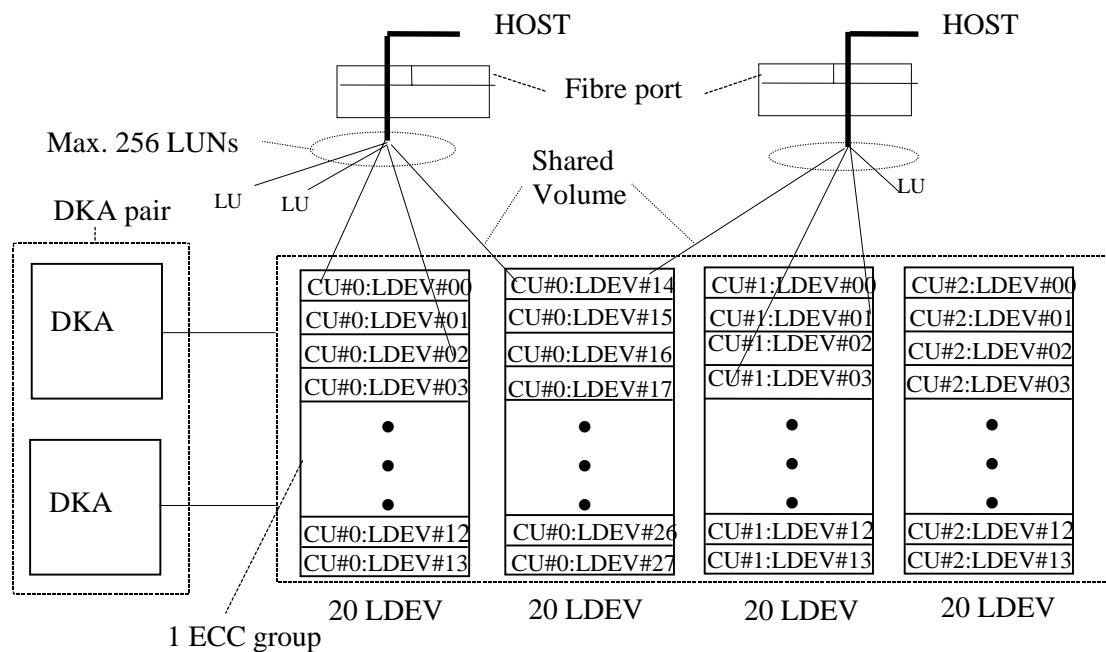 HOST
HOST
Fibre port
Max. 256 LUNs
Shared
Volume
LU
LU
LU
DKA pair
DKA
DKA
CU#0:LDEV#00
CU#0:LDEV#01
CU#0:LDEV#02
CU#0:LDEV#03
CU#0:LDEV#12
CU#0:LDEV#13
20 LDEV
CU#0:LDEV#14
CU#0:LDEV#15
CU#0:LDEV#16
CU#0:LDEV#17
CU#0:LDEV#26
CU#0:LDEV#27
20 LDEV
CU#1:LDEV#00
CU#1:LDEV#01
CU#1:LDEV#02
CU#1:LDEV#03
CU#1:LDEV#12
CU#1:LDEV#13
20 LDEV
CU#2:LDEV#00
CU#2:LDEV#01
CU#2:LDEV#02
CU#2:LDEV#03
CU#2:LDEV#12
CU#2:LDEV#13
20 LDEV
1 ECC group